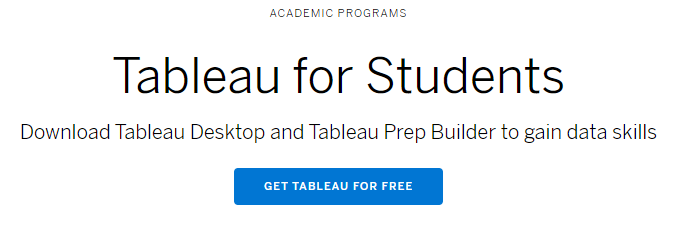 ACADEMIC PROGRAMS
Tableau for Students
Download Tableau Desktop and Tableau Prep Builder to gain data skills
GET TABLEAU FOR FREE